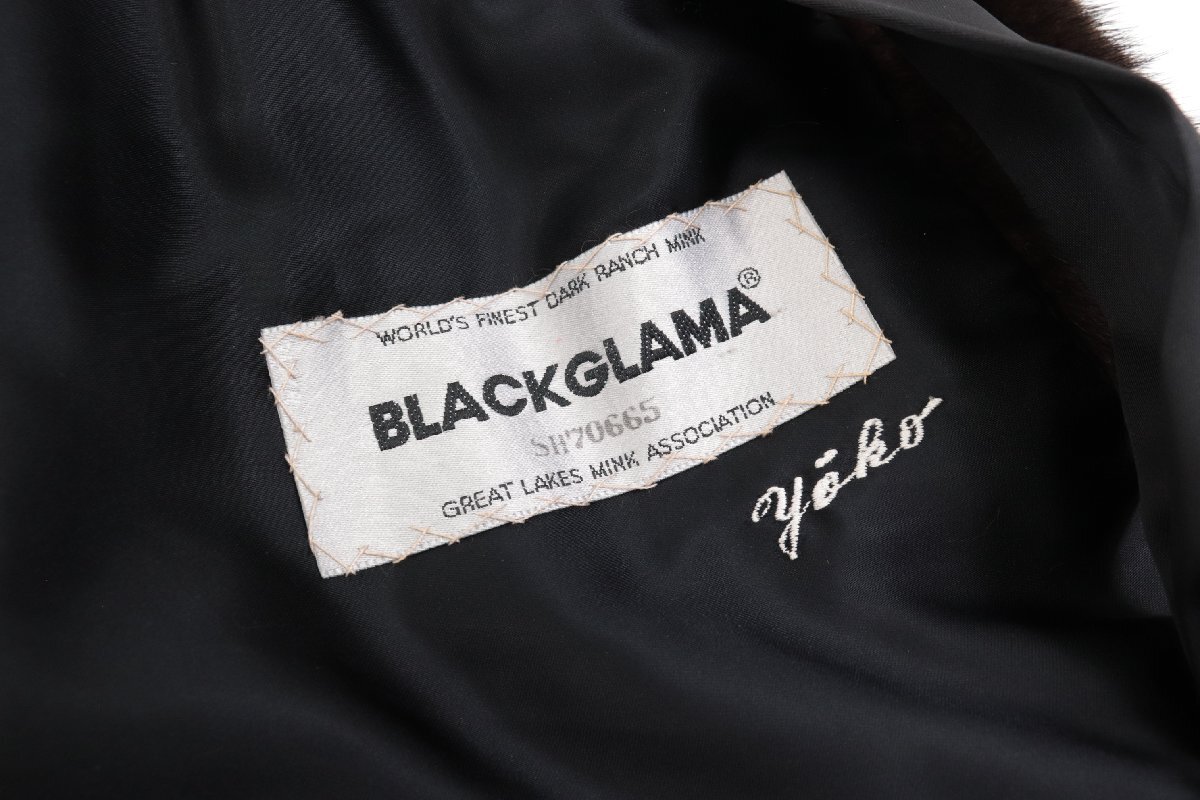 WORLD'S FINEST DARK RANCH MINK
BLACKGLAMA®
SH70665
GREAT LAKES MINK ASSOCIATION
Yōko